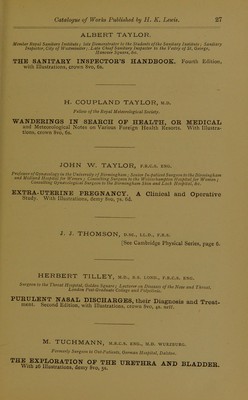 Catalogue of Works Published by H. K. Lewis. 27
ALBERT TAYLOR.
Member Royal Sanitary Institute; late Demonstrator to the Students of the Sanitary Institute; Sanitary
Inspector, City of Westminster; Late Chief Sanitary Inspector to the Vestry of St. George,
Hanover Square, &c.
THE SANITARY INSPECTOR'S HANDBOOK. Fourth Edition,
with Illustrations, crown 8vo, 6s.
H. COUPLAND TAYLOR, M.D.
Fellow of the Royal Meteorological Society.
WANDERINGS IN SEARCH OF HEALTH, OR MEDICAL
and Meteorological Notes on Various Foreign Health Resorts. With Illustra-
tions, crown 8vo, 6s.
JOHN W. TAYLOR, F.R.C.S. ENG.
Professor of Gynæcology in the University of Birmingham; Senior In-patient Surgeon to the Birmingham
and Midland Hospital for Women; Consulting Surgeon to the Wolverhampton Hospital for Women;
Consulting Gynæcological Surgeon to the Birmingham Skin and Lock Hospital, &c.
EXTRA-UTERINE PREGNANCY. A Clinical and Operative
Study. With Illustrations, demy 8vo, 7s. 6d.
J. J. THOMSON, D.SC., LL.D., F.R.S.
[See Cambridge Physical Series, page 8.
HERBERT TILLEY, M.D., B.S. LOND., F.R.C.S. ENG.
Surgeon to the Throat Hospital, Golden Square; Lecturer on Diseases of the Nose and Throat,
London Post-Graduate College and Polyclinic.
PURULENT NASAL DISCHARGES, their Diagnosis and Treat-
ment. Second Edition, with Illustrations, crown 8vo, 4s. nett.
M. TUCHMANN, M.R.C.S. ENG., M.D. WURZBURG.
Formerly Surgeon to Out-Patients, German Hospital, Dalston.
THE EXPLORATION OF THE URETHRA AND BLADDER.
With 26 Illustrations, demy 8vo, 5s.